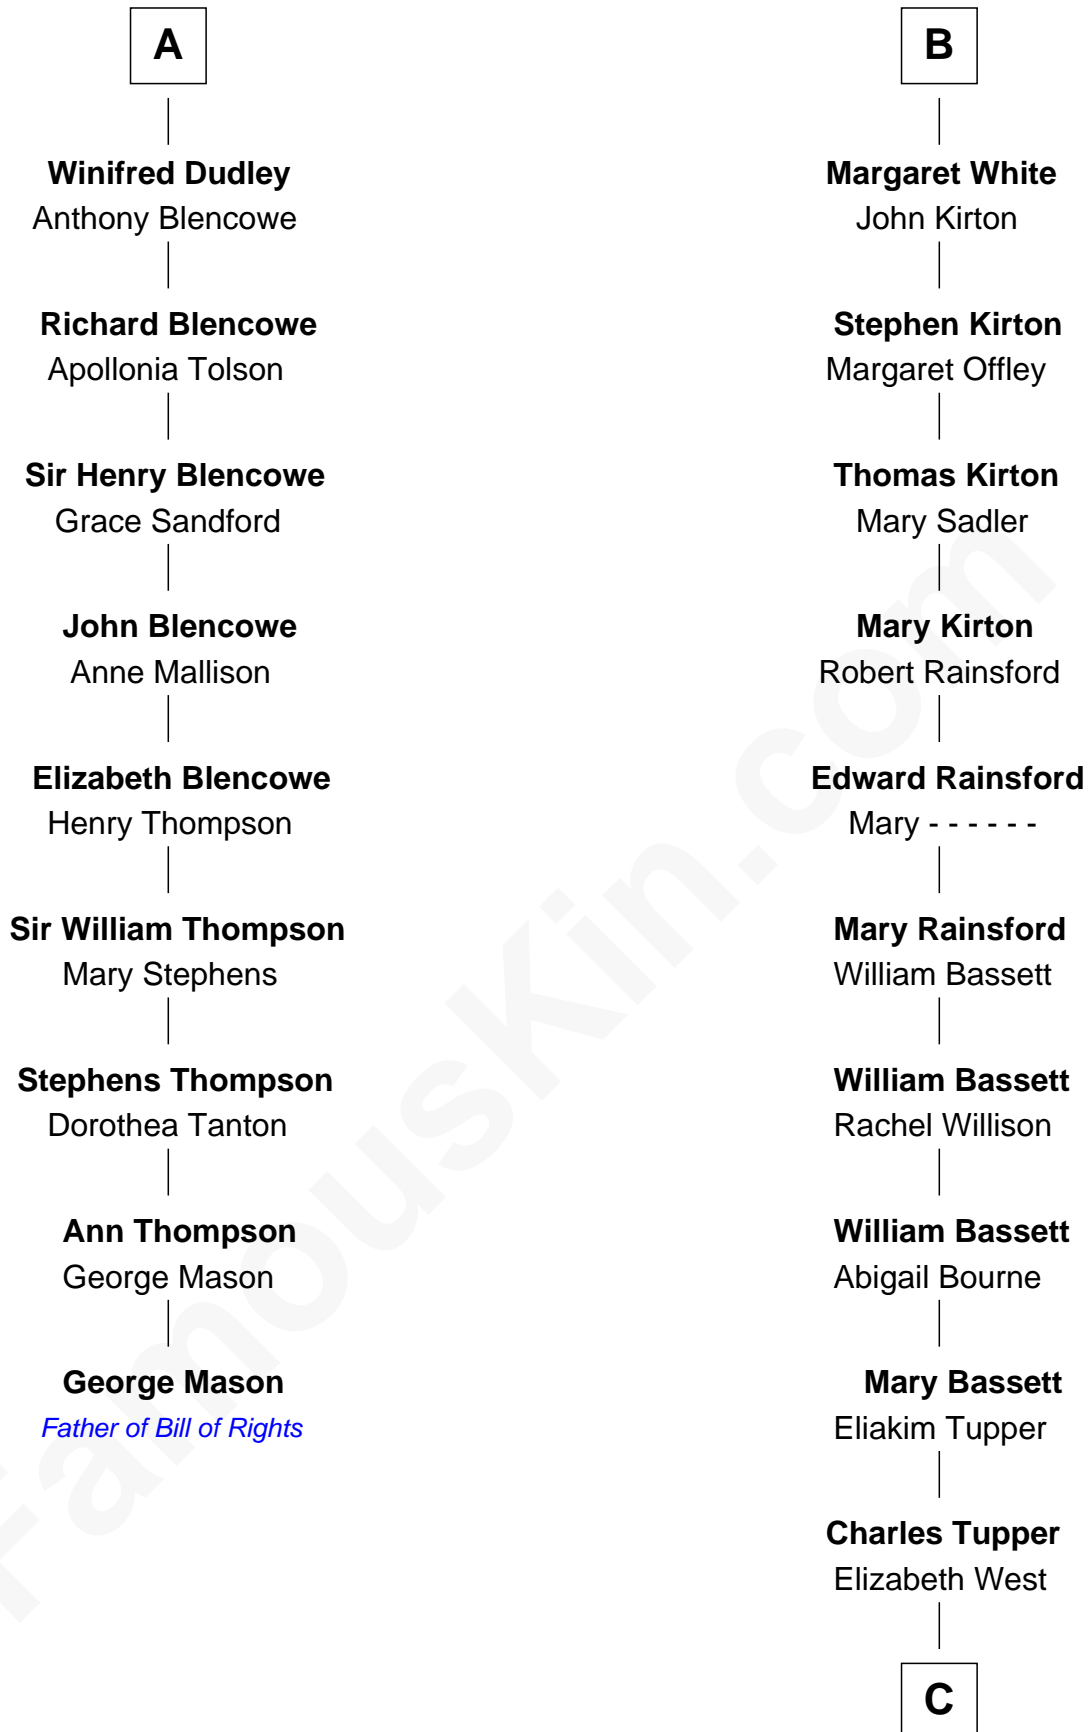 A
Winifred Dudley
Anthony Blencowe
Richard Blencowe
Apollonia Tolson
Sir Henry Blencowe
Grace Sandford
John Blencowe
Anne Mallison
Elizabeth Blencowe
Henry Thompson
Sir William Thompson
Mary Stephens
Stephens Thompson
Dorothea Tanton
Ann Thompson
George Mason
George Mason
Father of Bill of Rights
B
Margaret White
John Kirton
Stephen Kirton
Margaret Offley
Thomas Kirton
Mary Sadler
Mary Kirton
Robert Rainsford
Edward Rainsford
Mary - - - - - -
Mary Rainsford
William Bassett
William Bassett
Rachel Willison
William Bassett
Abigail Bourne
Mary Bassett
Eliakim Tupper
Charles Tupper
Elizabeth West
C
FamousKin.com